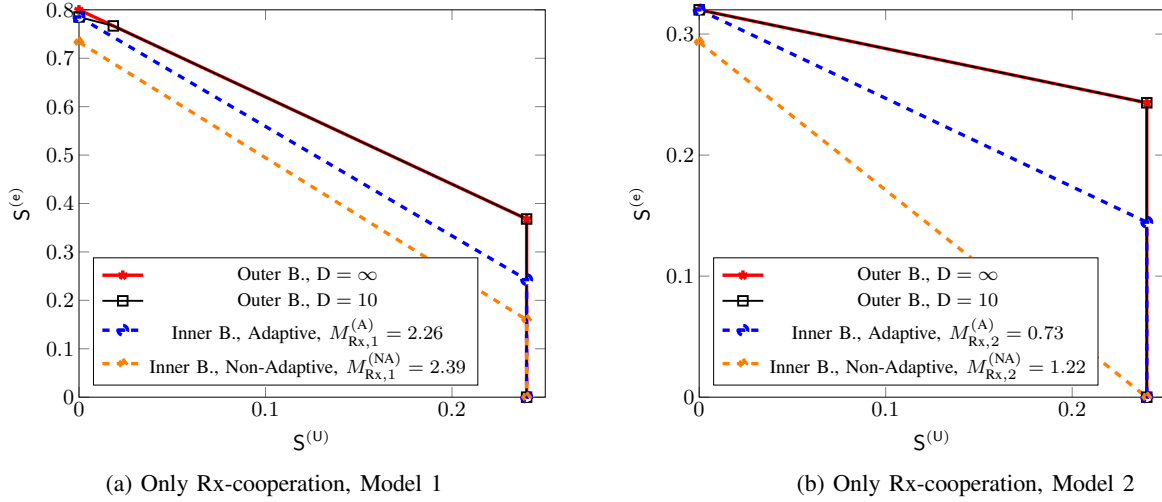 0.8
0.7
0.6
0.5
0.4
0.3
0.2
0.1
0
S^(e)
0 0.1 0.2
S^(U)
Outer B., D = ∞
Outer B., D = 10
Inner B., Adaptive, M_Rx,1^(A) = 2.26
Inner B., Non-Adaptive, M_Rx,1^(NA) = 2.39
(a) Only Rx-cooperation, Model 1
0.3
0.2
0.1
0
S^(e)
0 0.1 0.2
S^(U)
Outer B., D = ∞
Outer B., D = 10
Inner B., Adaptive, M_Rx,2^(A) = 0.73
Inner B., Non-Adaptive, M_Rx,2^(NA) = 1.22
(b) Only Rx-cooperation, Model 2